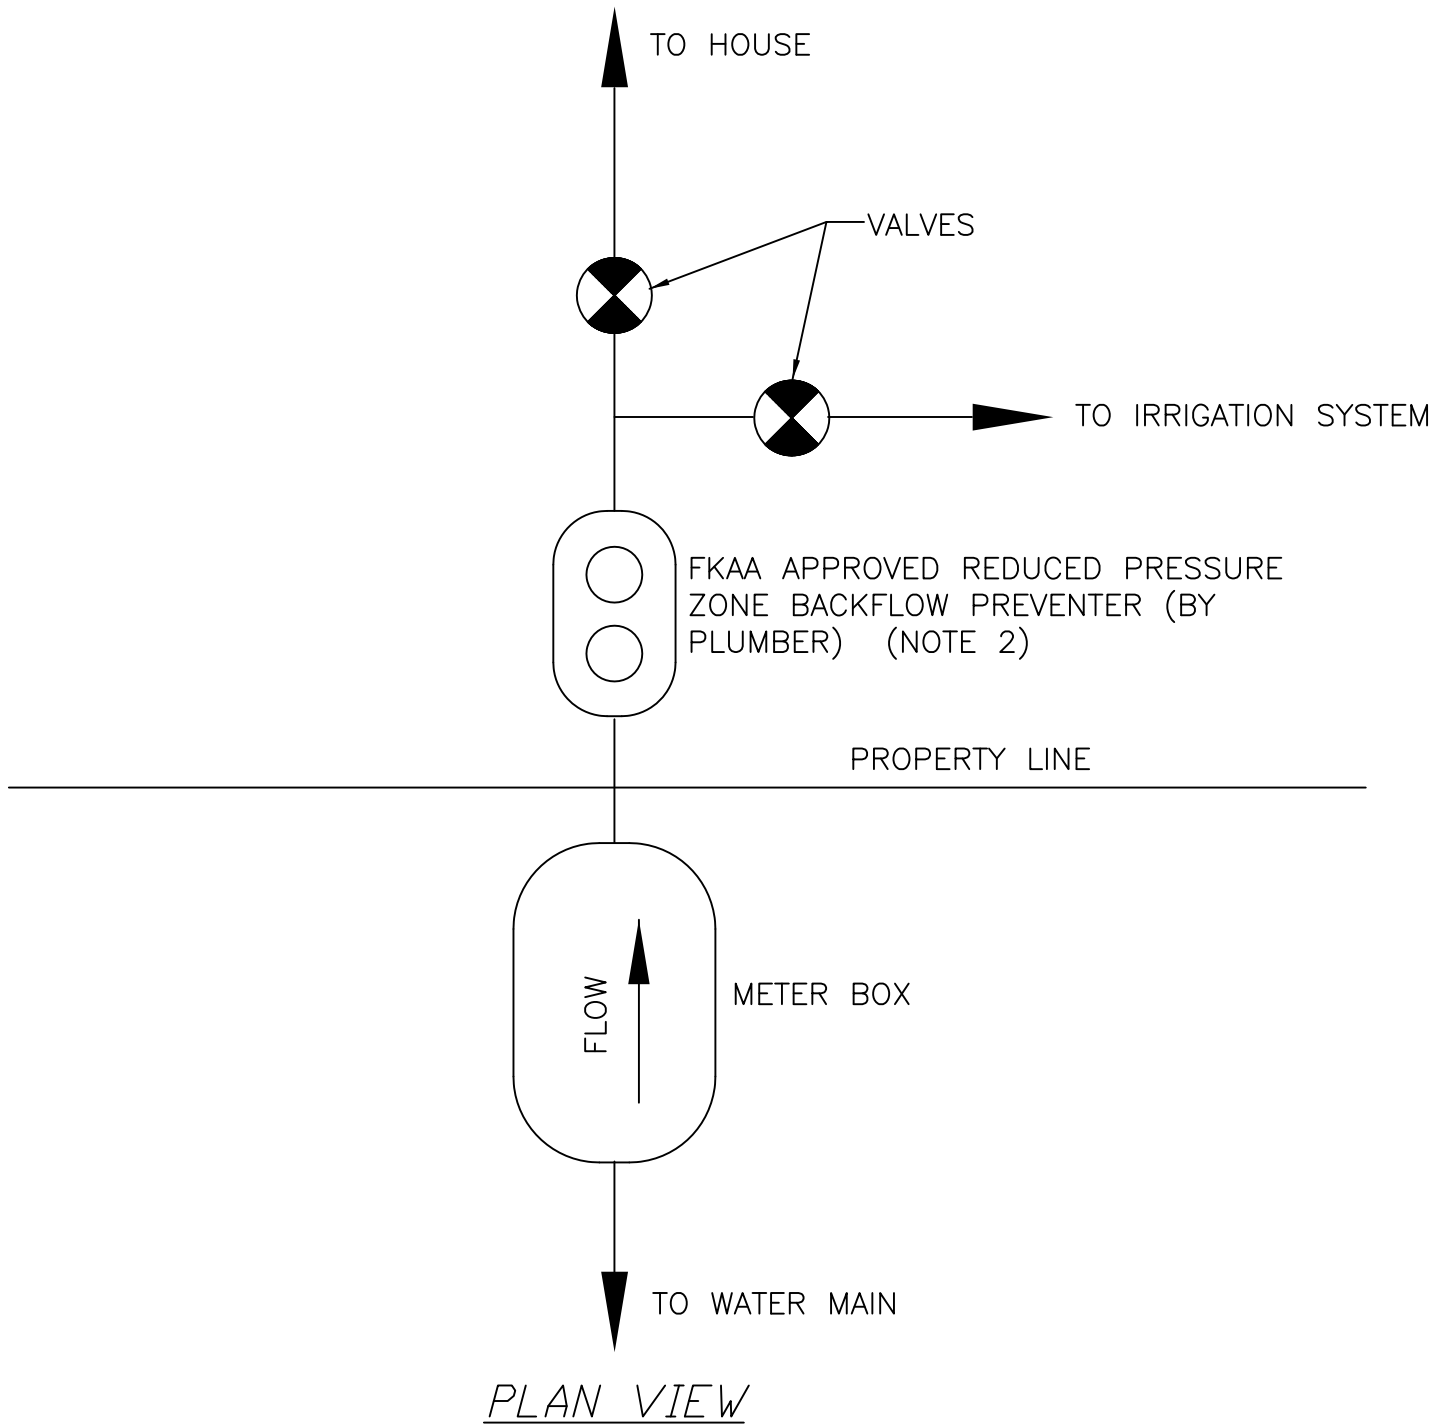 TO HOUSE
VALVES
TO IRRIGATION SYSTEM
FKAA APPROVED REDUCED PRESSURE
ZONE BACKFLOW PREVENTER (BY
PLUMBER) (NOTE 2)
PROPERTY LINE
FLOW
METER BOX
TO WATER MAIN
PLAN VIEW